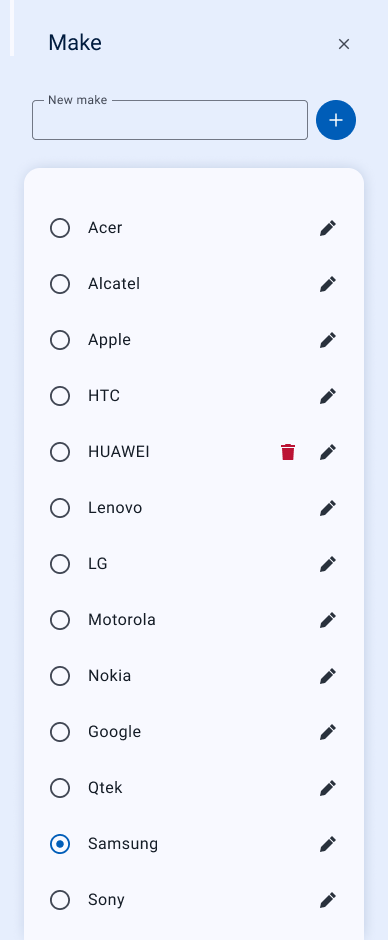 Make
New make
Acer
Alcatel
Apple
HTC
HUAWEI
Lenovo
LG
Motorola
Nokia
Google
Qtek
Samsung
Sony